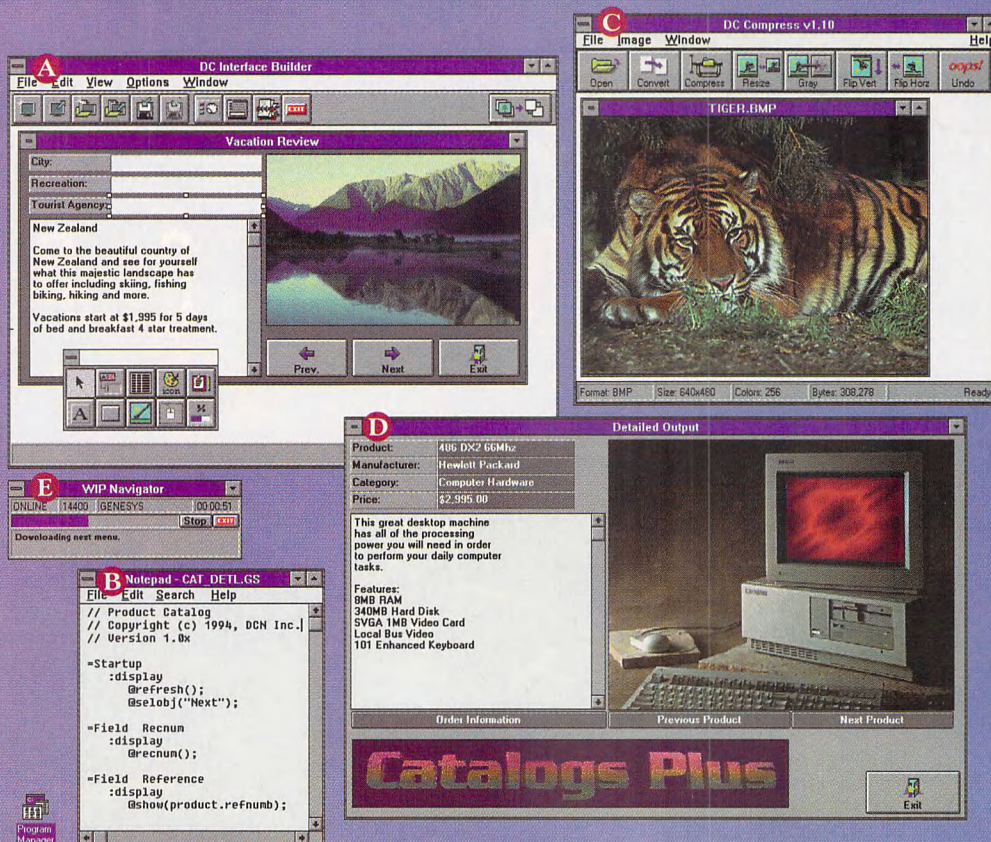 A
DC Interface Builder
File Edit View Options Window
EXIT
Vacation Review
City:
Recreation:
Tourist Agency:
New Zealand
Come to the beautiful country of
New Zealand and see for yourself
what this majestic landscape has
to offer including skiing, fishing
biking, hiking and more.
Vacations start at $1,995 for 5 days
of bed and breakfast 4 star treatment.
Prev. Next Exit
icon
A
C
DC Compress v1.10
File Image Window Help
Open Convert Compress Resize Gray Flip Vert Flip Horz Undo
oops!
TIGER.BMP
Format: BMP Size: 640x480 Colors: 256 Bytes: 308,278 Ready
E
WIP Navigator
ONLINE 14400 GENESYS 00:00:51
Stop EXIT
Downloading next menu.
B
Notepad - CAT_DETL.GS
File Edit Search Help
// Product Catalog
// Copyright (c) 1994, DCN Inc.
// Version 1.0x
=Startup
:display
@refresh();
@selobj("Next");
=Field Recnum
:display
@recnum();
=Field Reference
:display
@show(product.refnumb);
Program
Manager
D
Detailed Output
Product: 486 DX2 66Mhz
Manufacturer: Hewlett Packard
Category: Computer Hardware
Price: $2,995.00
This great desktop machine
has all of the processing
power you will need in order
to perform your daily computer
tasks.
Features:
8MB RAM
340MB Hard Disk
SVGA 1MB Video Card
Local Bus Video
101 Enhanced Keyboard
Order Information Previous Product Next Product
Catalogs Plus
Exit